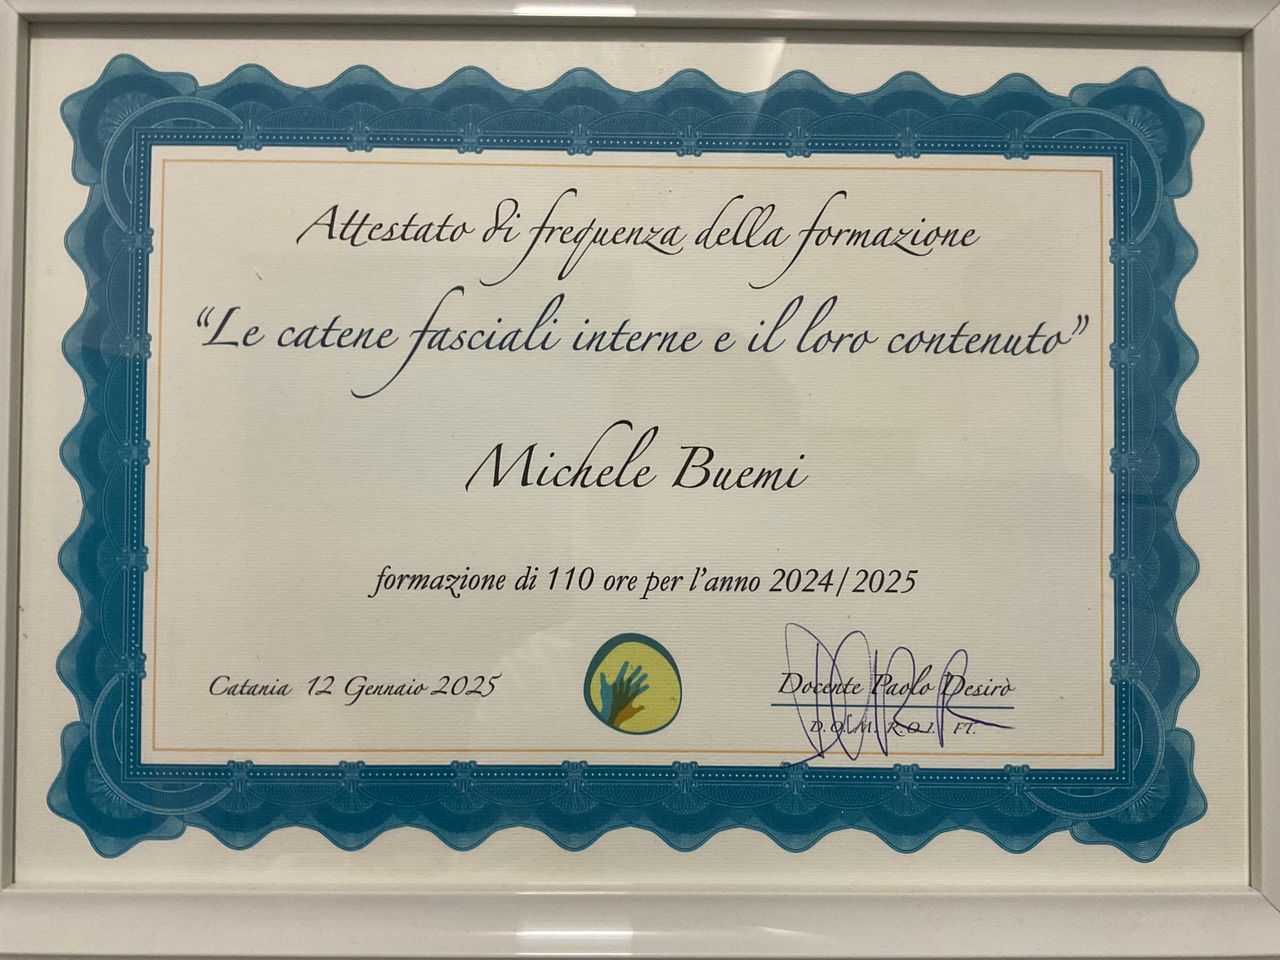 Attestato di frequenza della formazione
“Le catene fasciali interne e il loro contenuto”
Michele Buemi
formazione di 110 ore per l’anno 2024/2025
Catania 12 Gennaio 2025
Docente Paolo Desirò
D.O.M. R.O.I. FT.